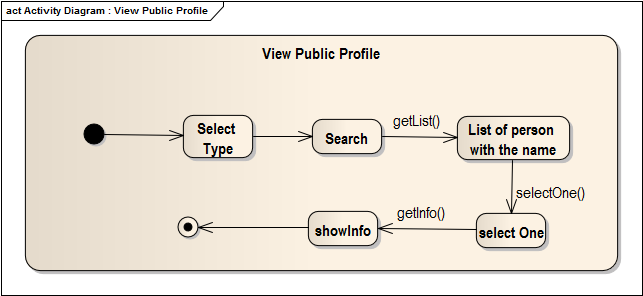 act Activity Diagram : View Public Profile
View Public Profile
Select
Type
Search
getList()
List of person
with the name
selectOne()
select One
getInfo()
showInfo